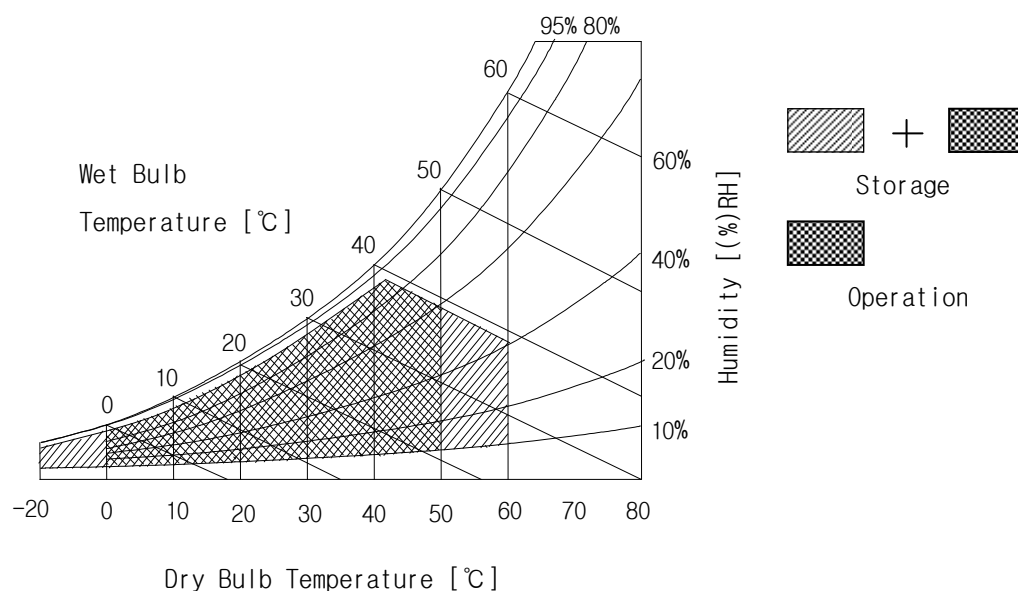 95% 80%
60
60%
50
Wet Bulb
Temperature [℃]
40
40%
30
20
20%
10
0
10%
Humidity [(%)RH]
-20 0 10 20 30 40 50 60 70 80
Dry Bulb Temperature [℃]
+
Storage
Operation